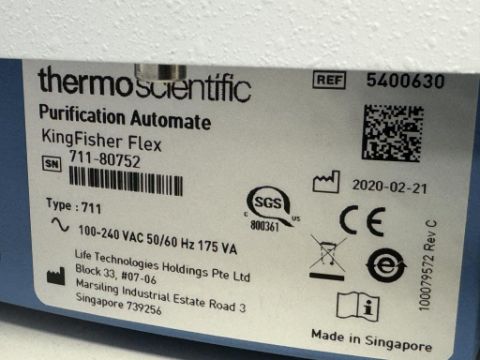 thermo scientific
REF 5400630
Purification Automate
KingFisher Flex
SN 711-80752
2020-02-21
Type : 711
SGS
C US
800361
100-240 VAC 50/60 Hz 175 VA
CE
Life Technologies Holdings Pte Ltd
Block 33, #07-06
Marsiling Industrial Estate Road 3
Singapore 739256
100079572 Rev C
Made in Singapore